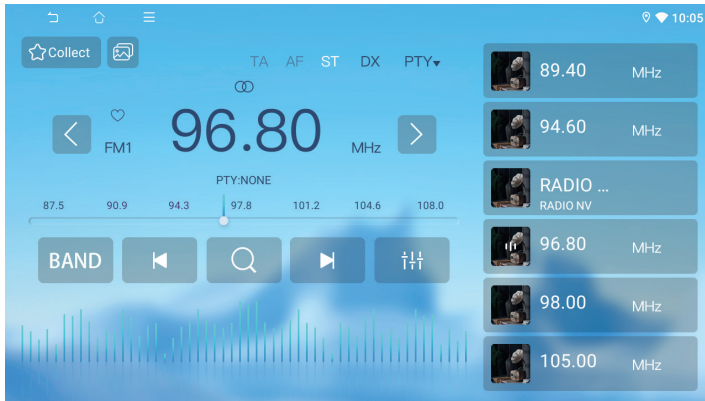 10:05
Collect
TA AF ST DX PTY
FM1 96.80 MHz
PTY:NONE
87.5 90.9 94.3 97.8 101.2 104.6 108.0
BAND
89.40 MHz
94.60 MHz
RADIO ...
RADIO NV
96.80 MHz
98.00 MHz
105.00 MHz